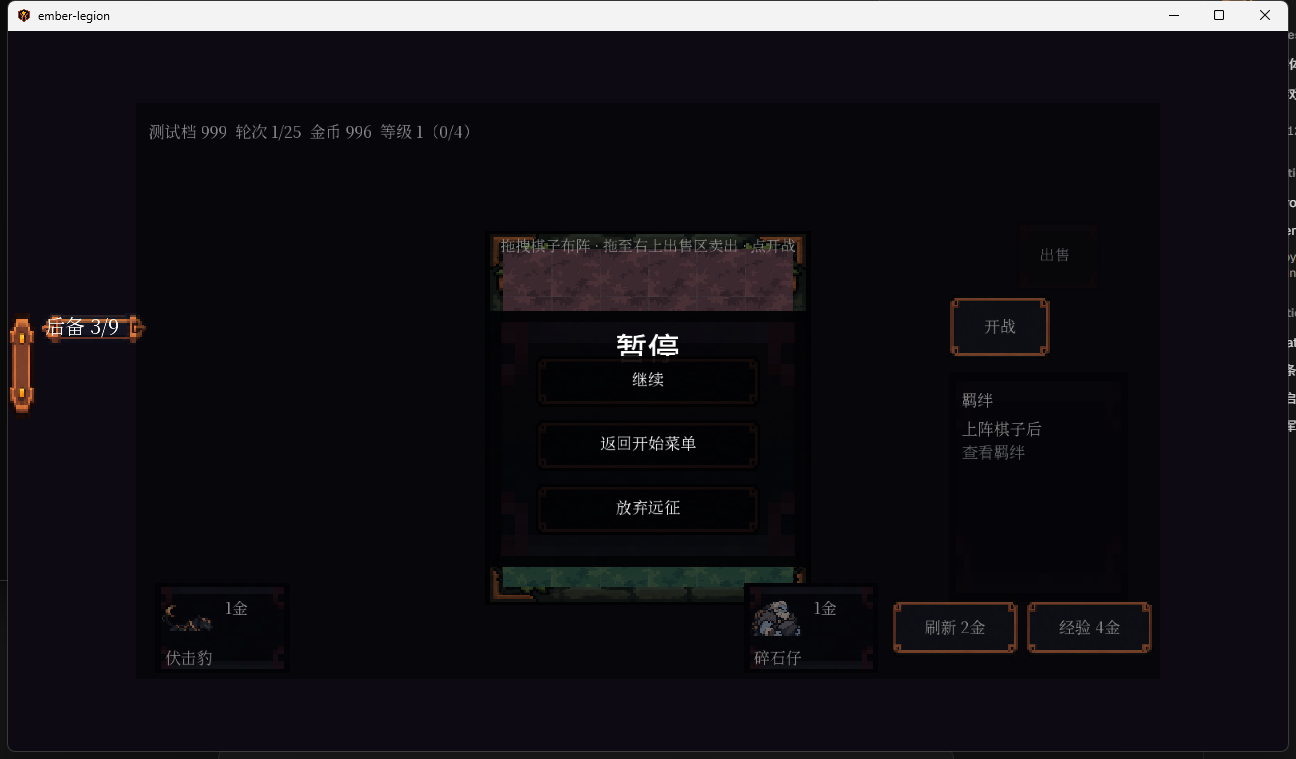 ember-legion
测试档 999 轮次 1/25 金币 996 等级 1（0/4）
拖拽棋子布阵 · 拖至右上出售区卖出 · 点开战
出售
后备 3/9
开战
暂停
继续
返回开始菜单
放弃远征
羁绊
上阵棋子后
查看羁绊
1金
伏击豹
1金
碎石仔
刷新 2金
经验 4金